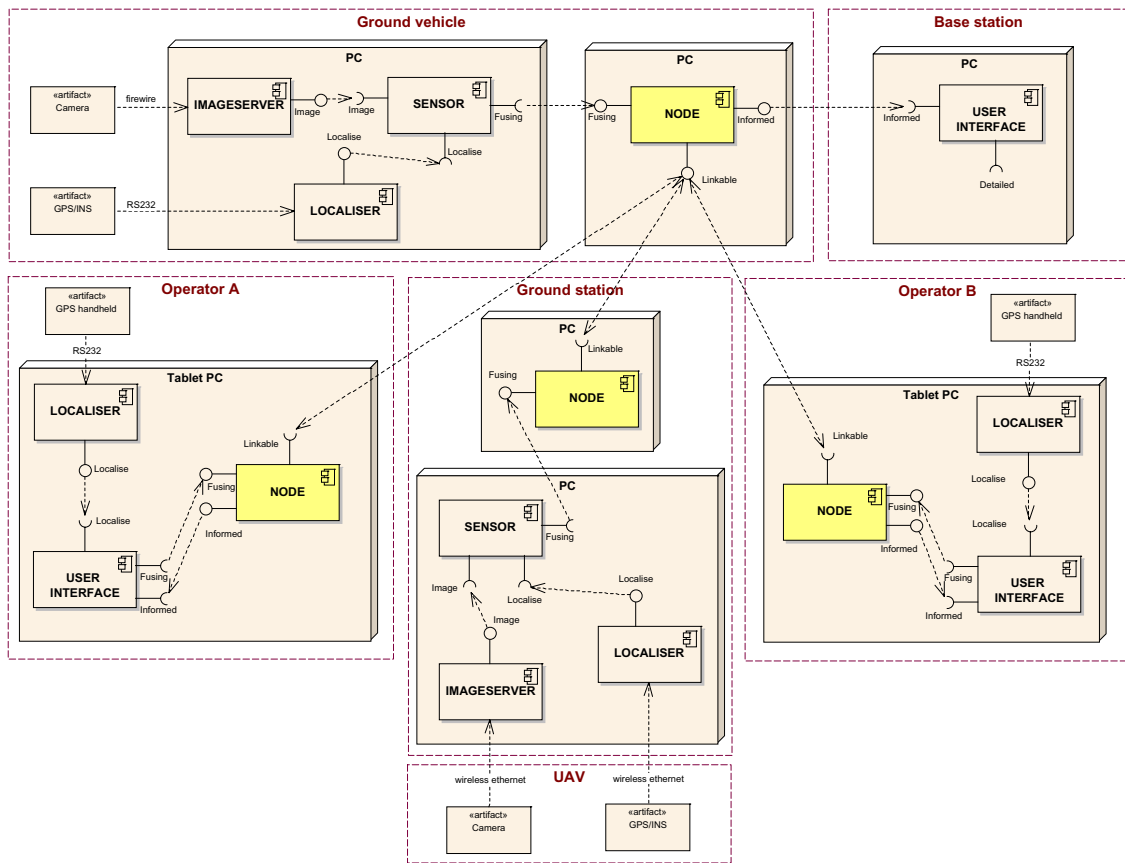 Ground vehicle
Base station
PC
PC
PC
«artifact»
Camera
firewire
IMAGESERVER
Image
Image
SENSOR
Fusing
Fusing
NODE
Informed
Informed
USER
INTERFACE
Detailed
Localise
Localise
Linkable
«artifact»
GPS/INS
RS232
LOCALISER
Operator A
«artifact»
GPS handheld
RS232
Tablet PC
LOCALISER
Localise
Localise
USER
INTERFACE
Fusing
Informed
Fusing
Informed
Linkable
NODE
Ground station
PC
Linkable
Fusing
NODE
PC
SENSOR
Fusing
Image
Localise
Localise
Image
LOCALISER
IMAGESERVER
Operator B
«artifact»
GPS handheld
RS232
Tablet PC
LOCALISER
Linkable
Localise
Localise
NODE
Fusing
Informed
Fusing
Informed
USER
INTERFACE
UAV
wireless ethernet
wireless ethernet
«artifact»
Camera
«artifact»
GPS/INS